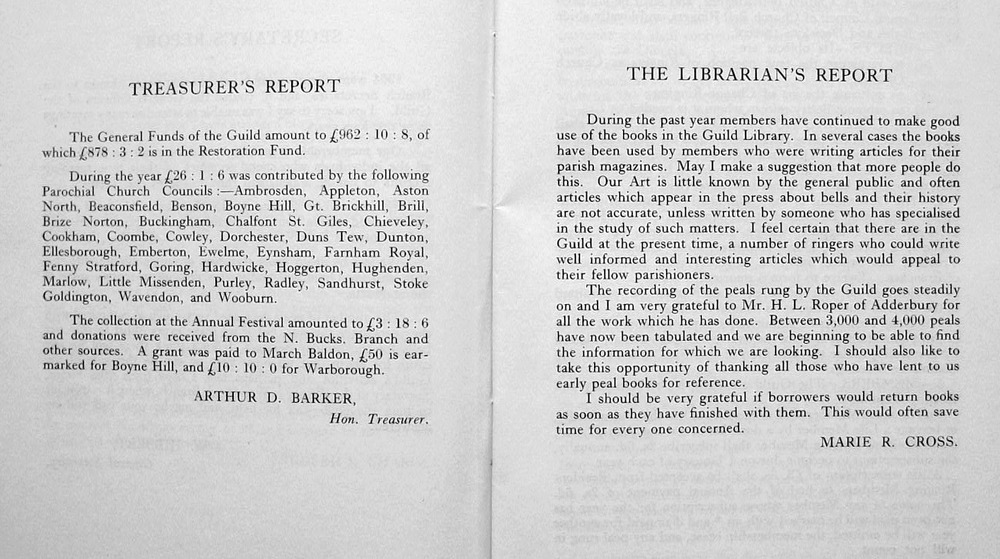 TREASURER'S REPORT
The General Funds of the Guild amount to £962 : 10 : 8, of
which £878 : 3 : 2 is in the Restoration Fund.
During the year £26 : 1 : 6 was contributed by the following
Parochial Church Councils :—Ambrosden, Appleton, Aston
North, Beaconsfield, Benson, Boyne Hill, Gt. Brickhill, Brill,
Brize Norton, Buckingham, Chalfont St. Giles, Chieveley,
Cookham, Coombe, Cowley, Dorchester, Duns Tew, Dunton,
Ellesborough, Emberton, Ewelme, Eynsham, Farnham Royal,
Fenny Stratford, Goring, Hardwicke, Hoggerton, Hughenden,
Marlow, Little Missenden, Purley, Radley, Sandhurst, Stoke
Goldington, Wavendon, and Wooburn.
The collection at the Annual Festival amounted to £3 : 18 : 6
and donations were received from the N. Bucks. Branch and
other sources. A grant was paid to March Baldon, £50 is ear-
marked for Boyne Hill, and £10 : 10 : 0 for Warborough.
ARTHUR D. BARKER,
Hon. Treasurer.
THE LIBRARIAN'S REPORT
During the past year members have continued to make good
use of the books in the Guild Library. In several cases the books
have been used by members who were writing articles for their
parish magazines. May I make a suggestion that more people do
this. Our Art is little known by the general public and often
articles which appear in the press about bells and their history
are not accurate, unless written by someone who has specialised
in the study of such matters. I feel certain that there are in the
Guild at the present time, a number of ringers who could write
well informed and interesting articles which would appeal to
their fellow parishioners.
The recording of the peals rung by the Guild goes steadily
on and I am very grateful to Mr. H. L. Roper of Adderbury for
all the work which he has done. Between 3,000 and 4,000 peals
have now been tabulated and we are beginning to be able to find
the information for which we are looking. I should also like to
take this opportunity of thanking all those who have lent to us
early peal books for reference.
I should be very grateful if borrowers would return books
as soon as they have finished with them. This would often save
time for every one concerned.
MARIE R. CROSS.